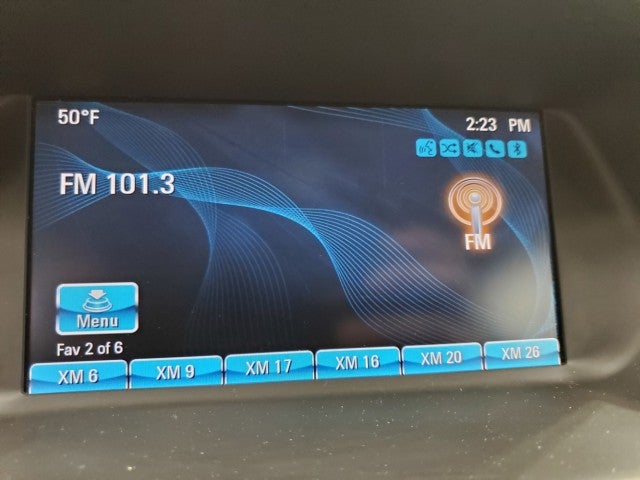 50°F 2:23 PM
FM 101.3
FM
Menu
Fav 2 of 6
XM 6 XM 9 XM 17 XM 16 XM 20 XM 26